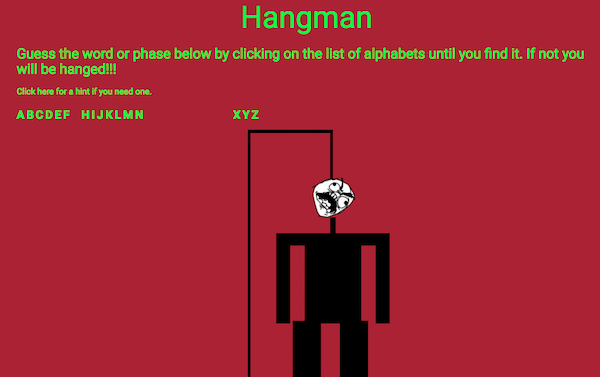 Hangman
Guess the word or phase below by clicking on the list of alphabets until you find it. If not you
will be hanged!!!
Click here for a hint if you need one.
A B C D E F H I J K L M N X Y Z